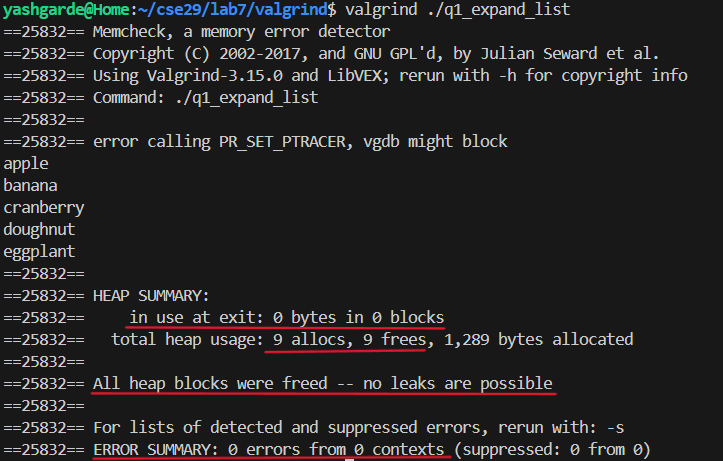 yashgarde@Home:~/cse29/lab7/valgrind$ valgrind ./q1_expand_list
==25832== Memcheck, a memory error detector
==25832== Copyright (C) 2002-2017, and GNU GPL'd, by Julian Seward et al.
==25832== Using Valgrind-3.15.0 and LibVEX; rerun with -h for copyright info
==25832== Command: ./q1_expand_list
==25832==
==25832== error calling PR_SET_PTRACER, vgdb might block
apple
banana
cranberry
doughnut
eggplant
==25832==
==25832== HEAP SUMMARY:
==25832==     in use at exit: 0 bytes in 0 blocks
==25832==   total heap usage: 9 allocs, 9 frees, 1,289 bytes allocated
==25832==
==25832== All heap blocks were freed -- no leaks are possible
==25832==
==25832== For lists of detected and suppressed errors, rerun with: -s
==25832== ERROR SUMMARY: 0 errors from 0 contexts (suppressed: 0 from 0)